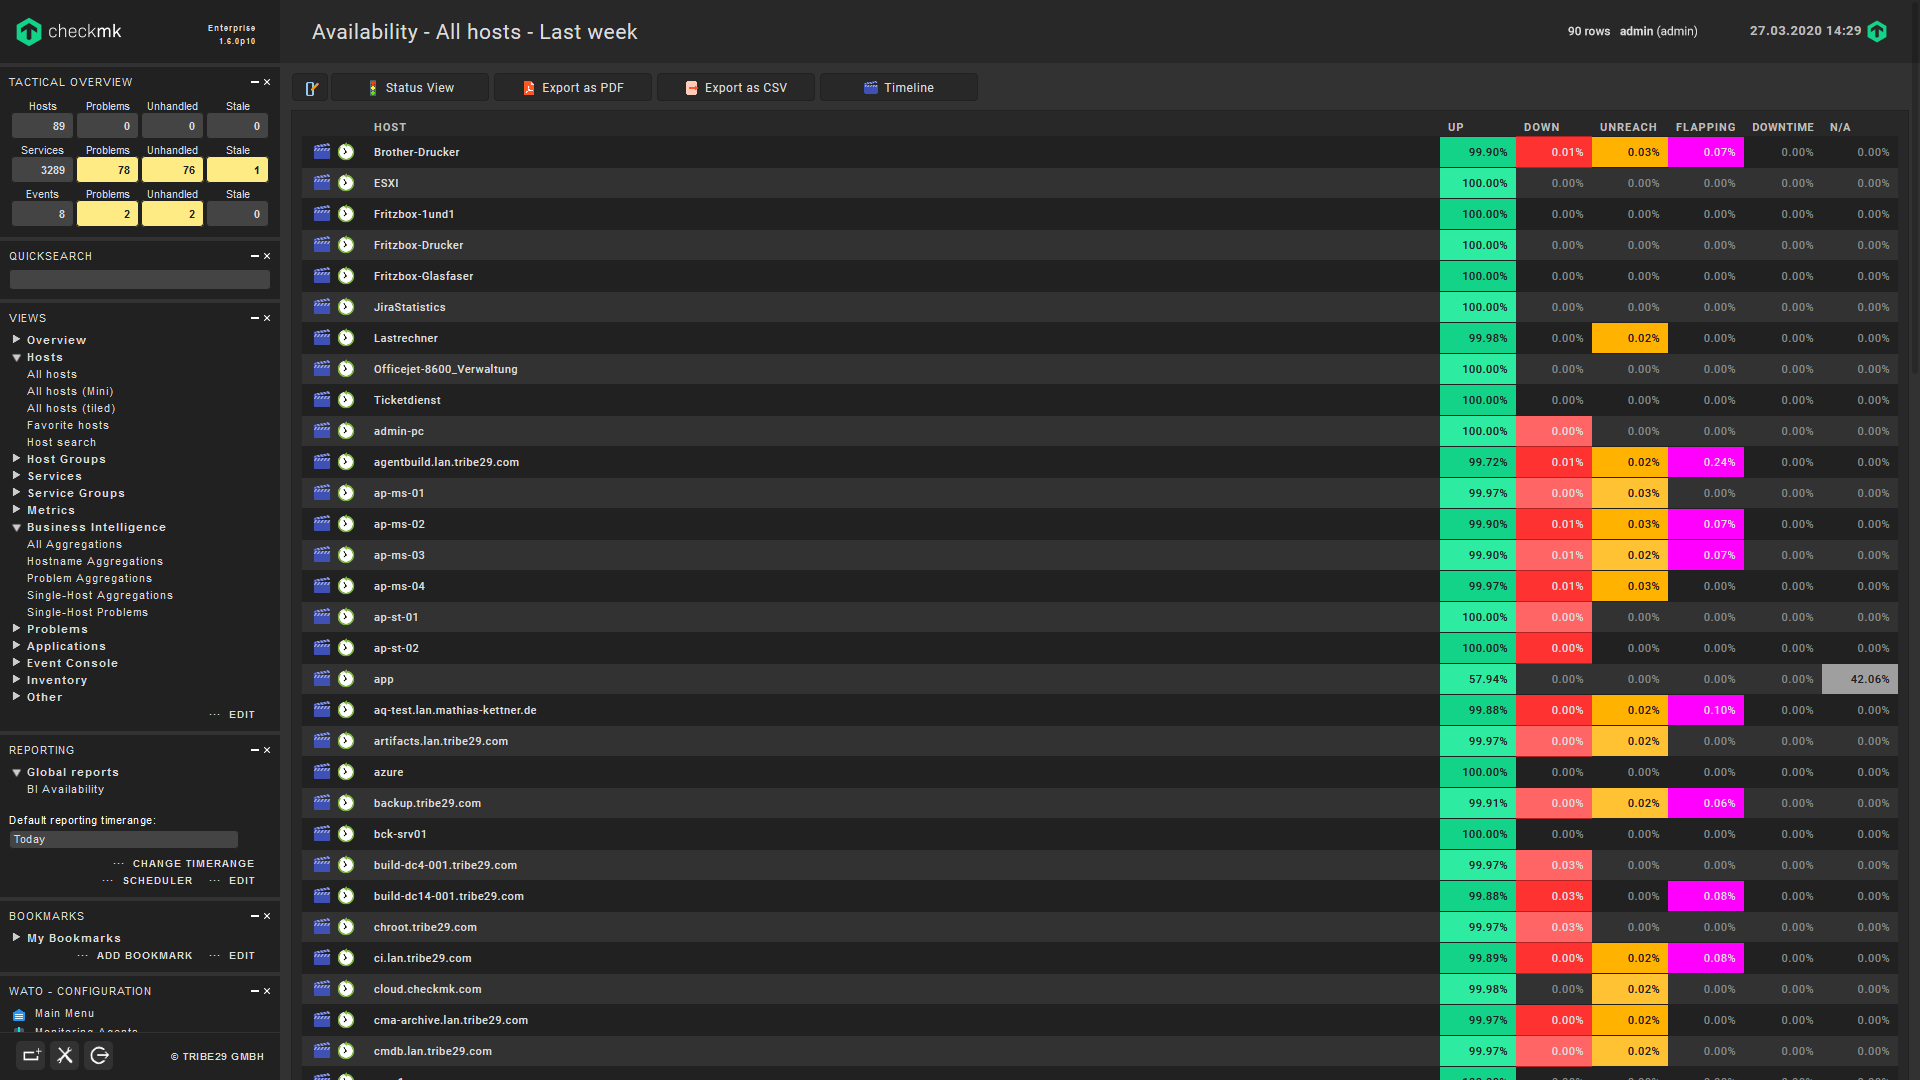 checkmk
Enterprise
1.6.0p10
Availability - All hosts - Last week
90 rows admin (admin)
27.03.2020 14:29
TACTICAL OVERVIEW
Hosts Problems Unhandled Stale
89 0 0 0
Services Problems Unhandled Stale
3289 78 76 1
Events Problems Unhandled Stale
8 2 2 0
QUICKSEARCH
VIEWS
Overview
Hosts
All hosts
All hosts (Mini)
All hosts (tiled)
Favorite hosts
Host search
Host Groups
Services
Service Groups
Metrics
Business Intelligence
All Aggregations
Hostname Aggregations
Problem Aggregations
Single-Host Aggregations
Single-Host Problems
Problems
Applications
Event Console
Inventory
Other
EDIT
REPORTING
Global reports
BI Availability
Default reporting timerange:
Today
CHANGE TIMERANGE
SCHEDULER EDIT
BOOKMARKS
My Bookmarks
ADD BOOKMARK EDIT
WATO - CONFIGURATION
Main Menu
Monitoring Agents
© TRIBE29 GMBH
Status View Export as PDF Export as CSV Timeline
HOST UP DOWN UNREACH FLAPPING DOWNTIME N/A
Brother-Drucker 99.90% 0.01% 0.03% 0.07% 0.00% 0.00%
ESXI 100.00% 0.00% 0.00% 0.00% 0.00% 0.00%
Fritzbox-1und1 100.00% 0.00% 0.00% 0.00% 0.00% 0.00%
Fritzbox-Drucker 100.00% 0.00% 0.00% 0.00% 0.00% 0.00%
Fritzbox-Glasfaser 100.00% 0.00% 0.00% 0.00% 0.00% 0.00%
JiraStatistics 100.00% 0.00% 0.00% 0.00% 0.00% 0.00%
Lastrechner 99.98% 0.00% 0.02% 0.00% 0.00% 0.00%
Officejet-8600_Verwaltung 100.00% 0.00% 0.00% 0.00% 0.00% 0.00%
Ticketdienst 100.00% 0.00% 0.00% 0.00% 0.00% 0.00%
admin-pc 100.00% 0.00% 0.00% 0.00% 0.00% 0.00%
agentbuild.lan.tribe29.com 99.72% 0.01% 0.02% 0.24% 0.00% 0.00%
ap-ms-01 99.97% 0.00% 0.03% 0.00% 0.00% 0.00%
ap-ms-02 99.90% 0.01% 0.03% 0.07% 0.00% 0.00%
ap-ms-03 99.90% 0.01% 0.02% 0.07% 0.00% 0.00%
ap-ms-04 99.97% 0.01% 0.03% 0.00% 0.00% 0.00%
ap-st-01 100.00% 0.00% 0.00% 0.00% 0.00% 0.00%
ap-st-02 100.00% 0.00% 0.00% 0.00% 0.00% 0.00%
app 57.94% 0.00% 0.00% 0.00% 0.00% 42.06%
aq-test.lan.mathias-kettner.de 99.88% 0.00% 0.02% 0.10% 0.00% 0.00%
artifacts.lan.tribe29.com 99.97% 0.00% 0.02% 0.00% 0.00% 0.00%
azure 100.00% 0.00% 0.00% 0.00% 0.00% 0.00%
backup.tribe29.com 99.91% 0.00% 0.02% 0.06% 0.00% 0.00%
bck-srv01 100.00% 0.00% 0.00% 0.00% 0.00% 0.00%
build-dc4-001.tribe29.com 99.97% 0.03% 0.00% 0.00% 0.00% 0.00%
build-dc14-001.tribe29.com 99.88% 0.03% 0.00% 0.08% 0.00% 0.00%
chroot.tribe29.com 99.97% 0.03% 0.00% 0.00% 0.00% 0.00%
ci.lan.tribe29.com 99.89% 0.00% 0.02% 0.08% 0.00% 0.00%
cloud.checkmk.com 99.98% 0.00% 0.02% 0.00% 0.00% 0.00%
cma-archive.lan.tribe29.com 99.97% 0.00% 0.02% 0.00% 0.00% 0.00%
cmdb.lan.tribe29.com 99.97% 0.00% 0.02% 0.00% 0.00% 0.00%